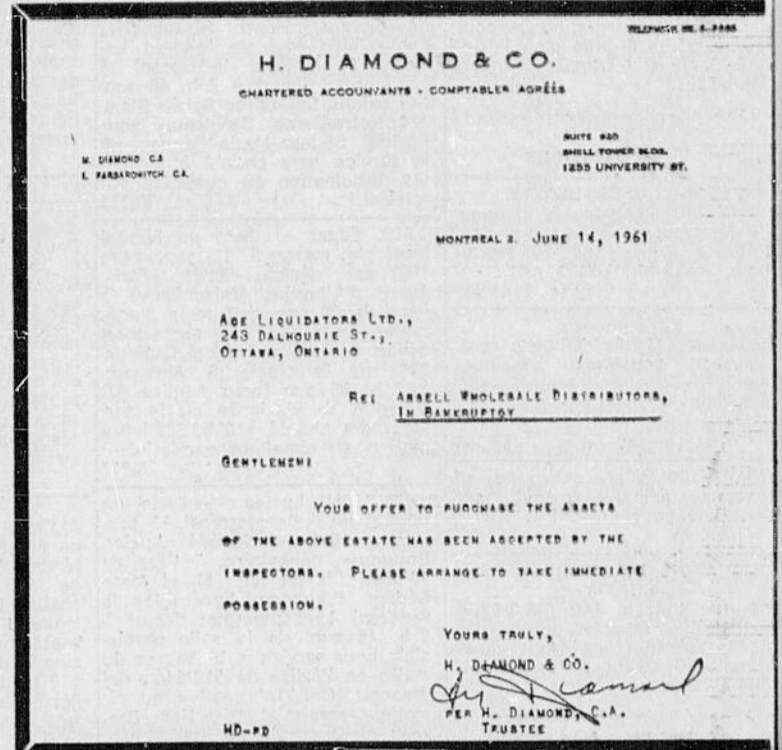 H. DIAMOND & CO.
CHARTERED ACCOUNTANTS - COMPTABLES AGRÉÉS
SUITE
M. DIAMOND C.A. SHELL TOWER BLDG.
C.A. 1255 UNIVERSITY ST.
MONTREAL 2. JUNE 14, 1961
AGE LIQUIDATORS LTD.,
243 DALHOUSIE ST.,
OTTAWA, ONTARIO
RE: ANSELL WHOLESALE DISTRIBUTORS,
IN BANKRUPTCY
GENTLEMEN:
YOUR OFFER TO PURCHASE THE ASSETS
OF THE ABOVE ESTATE HAS BEEN ACCEPTED BY THE
INSPECTORS. PLEASE ARRANGE TO TAKE IMMEDIATE
POSSESSION.
YOURS TRULY,
H. DIAMOND & CO.
Hy Diamond
PER H. DIAMOND, C.A.
HD-PD TRUSTEE